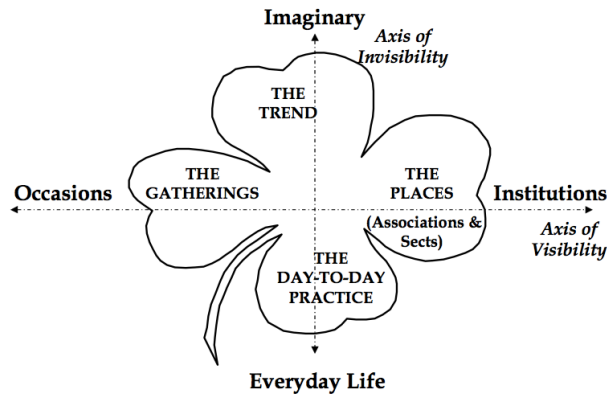 Imaginary
Axis of
Invisibility
THE
TREND
THE
GATHERINGS
THE
PLACES
Occasions
Institutions
(Associations &
Sects)
Axis of
Visibility
THE
DAY-TO-DAY
PRACTICE
Everyday Life